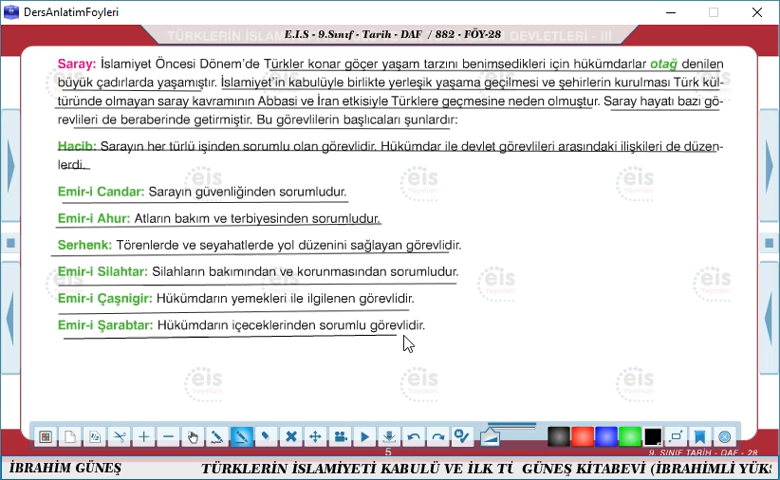 DersAnlatimFoyleri
E.I.S - 9.Sınıf - Tarih - DAF / 882 - FÖY-28
Saray: İslamiyet Öncesi Dönem'de Türkler konar göçer yaşam tarzını benimsedikleri için hükümdarlar otağ denilen
büyük çadırlarda yaşamıştır. İslamiyet'in kabulüyle birlikte yerleşik yaşama geçilmesi ve şehirlerin kurulması Türk kül-
türünde olmayan saray kavramının Abbasi ve İran etkisiyle Türklere geçmesine neden olmuştur. Saray hayatı bazi gö-
revlileri de beraberinde getirmiştir. Bu görevlilerin başlıcaları şunlardır:
Hacib: Sarayın her türlü işinden sorumlu olan görevlidir. Hükümdar ile devlet görevlileri arasındaki ilişkileri de düzen-
lerdi.
Emir-i Candar: Sarayın güvenliğinden sorumludur.
Emir-i Ahur: Atların bakım ve terbiyesinden sorumludur.
Serhenk: Törenlerde ve seyahatlerde yol düzenini sağlayan görevlidir.
Emir-i Silahtar: Silahların bakımından ve korunmasından sorumludur.
Emir-i Çaşnigir: Hükümdarın yemekleri ile ilgilenen görevlidir.
Emir-i Şarabtar: Hükümdarın içeceklerinden sorumlu görevlidir.
eis eis eis
5
9. SINIF TARİH - DAF - 28
İBRAHİM GÜNEŞ TÜRKLERİN İSLAMİYETİ KABULÜ VE İLK Tİ GÜNEŞ KİTABEVİ (İBRAHİMLİ YÜKS